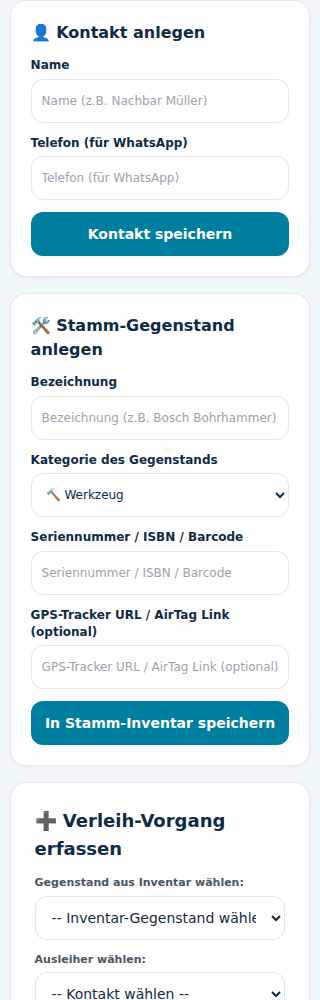 👤 Kontakt anlegen
Name
Name (z.B. Nachbar Müller)
Telefon (für WhatsApp)
Telefon (für WhatsApp)
Kontakt speichern
🛠️ Stamm-Gegenstand
anlegen
Bezeichnung
Bezeichnung (z.B. Bosch Bohrhammer)
Kategorie des Gegenstands
🔨 Werkzeug
Seriennummer / ISBN / Barcode
Seriennummer / ISBN / Barcode
GPS-Tracker URL / AirTag Link
(optional)
GPS-Tracker URL / AirTag Link (optional)
In Stamm-Inventar speichern
➕ Verleih-Vorgang
erfassen
Gegenstand aus Inventar wählen:
-- Inventar-Gegenstand wähle
Ausleiher wählen:
-- Kontakt wählen --